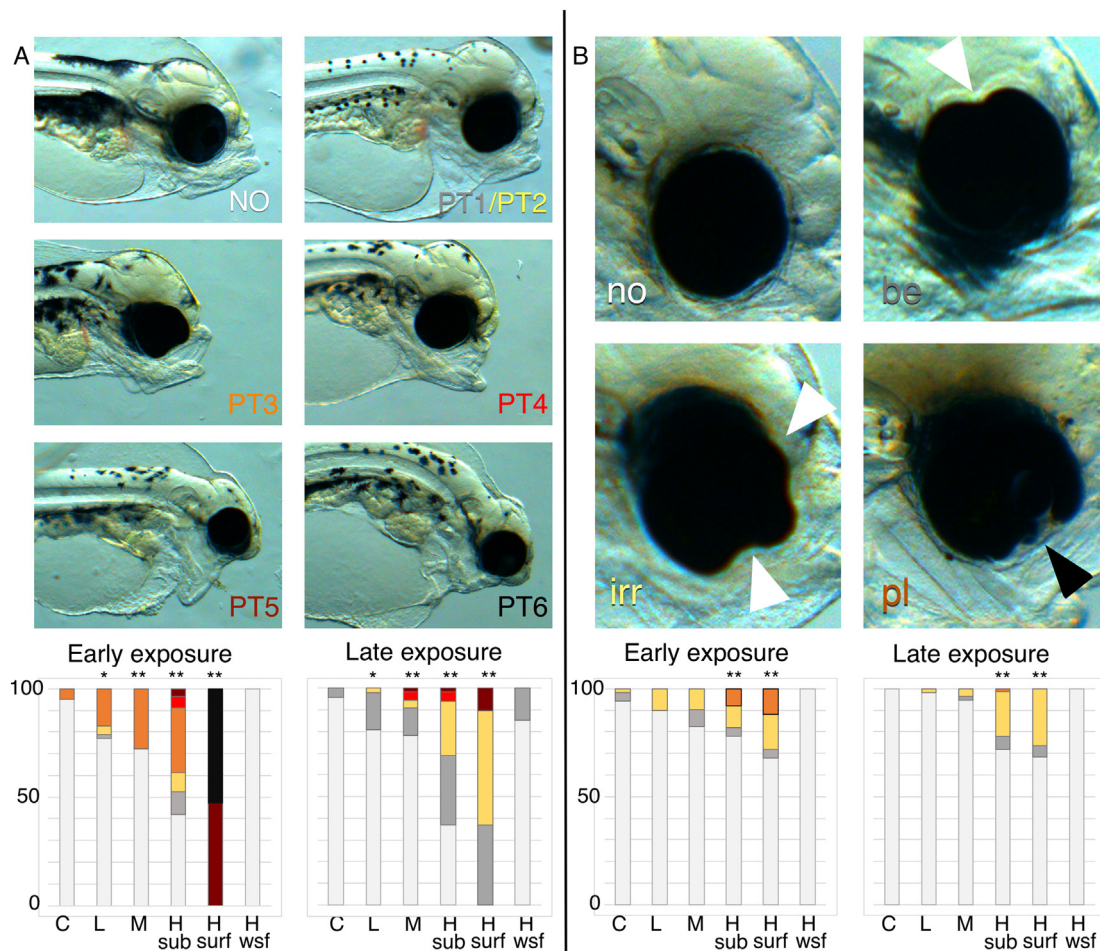 A
B
NO
PT1/PT2
no
be
PT3
PT4
irr
pl
PT5
PT6
Early exposure
Late exposure
Early exposure
Late exposure
* ** ** **
* ** ** **
** **
** **
100
50
0
100
50
0
C L M H H H
sub surf wsf
C L M H H H
sub surf wsf
C L M H H H
sub surf wsf
C L M H H H
sub surf wsf